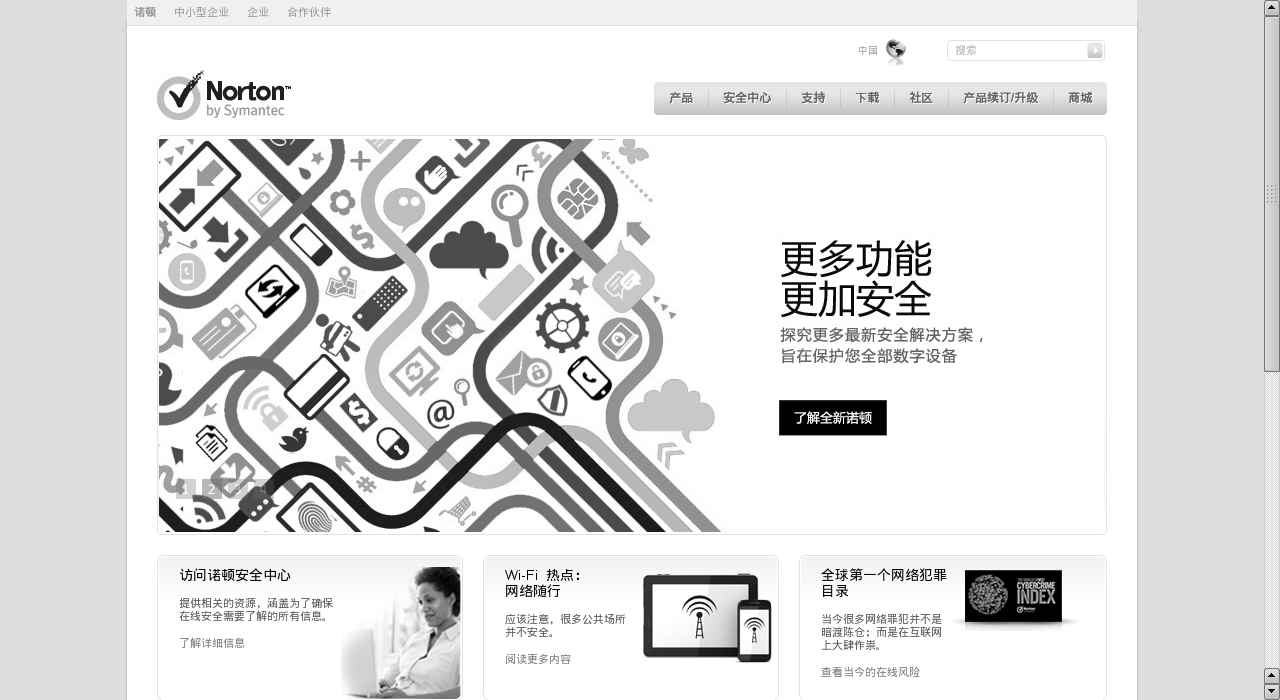 诺顿 中小型企业 企业 合作伙伴
中国 搜索
Norton™
by Symantec
产品 安全中心 支持 下载 社区 产品续订/升级 商城
更多功能
更加安全
探究更多最新安全解决方案，
旨在保护您全部数字设备
了解全新诺顿
1 2 3 4
访问诺顿安全中心
提供相关的资源，涵盖为了确保
在线安全需要了解的所有信息。
了解详细信息
Wi-Fi 热点：
网络随行
应该注意，很多公共场所
并不安全。
阅读更多内容
全球第一个网络犯罪
目录
当今很多网络罪犯并不是
暗渡陈仓；而是在互联网
上大肆作祟。
查看当今的在线风险
THE WORLD'S FIRST
CYBERCRIME
INDEX
Norton